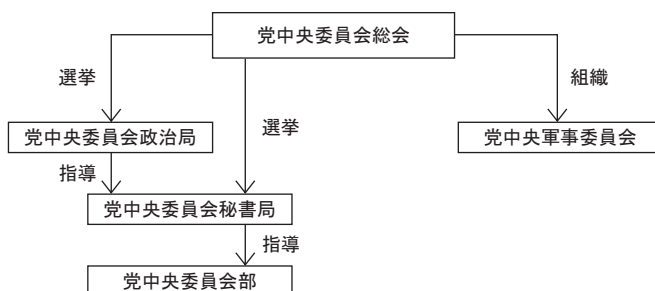 党中央委員会総会
選挙
組織
選挙
党中央委員会政治局
党中央軍事委員会
指導
党中央委員会秘書局
指導
党中央委員会部